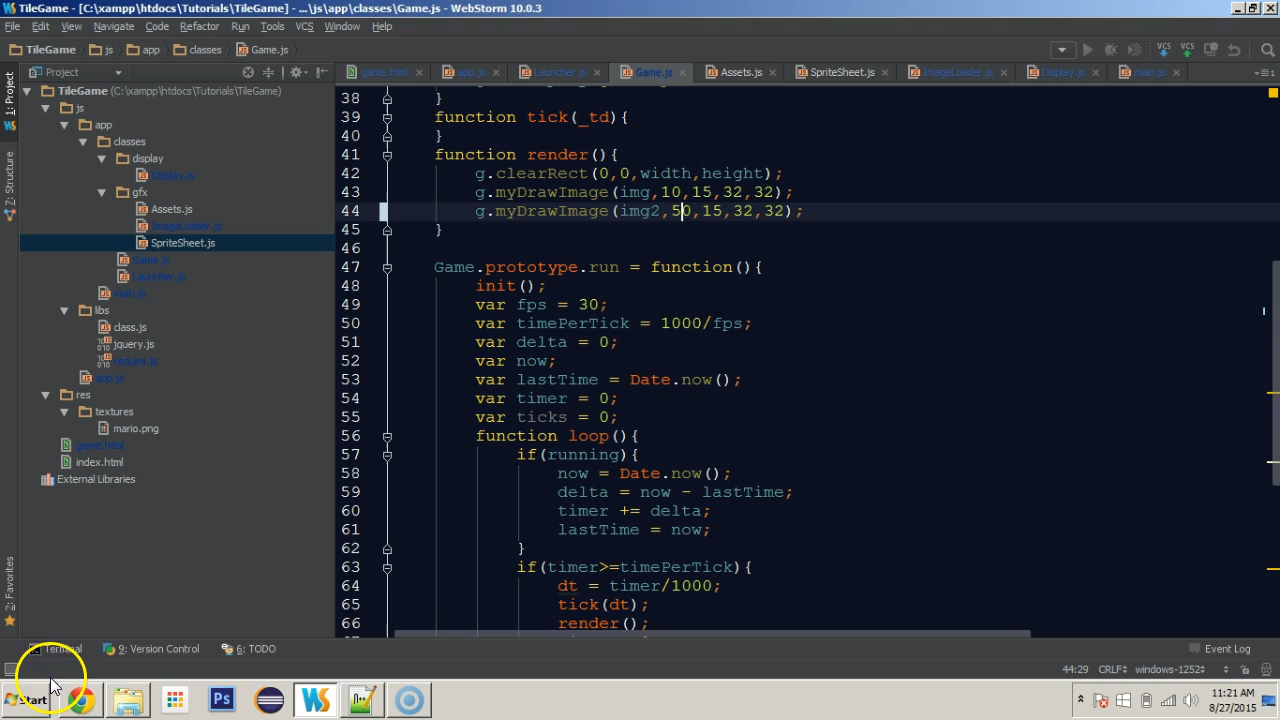 TileGame - [C:\xampp\htdocs\Tutorials\TileGame] - ...\js\app\classes\Game.js - WebStorm 10.0.3
File Edit View Navigate Code Refactor Run Tools VCS Window Help
TileGame js app classes Game.js
Project
game.html app.js Launcher.js Game.js Assets.js SpriteSheet.js ImageLoader.js Display.js main.js
1: Project
Z: Structure
2: Favorites
TileGame (C:\xampp\htdocs\Tutorials\TileGame)
js
app
classes
display
Display.js
gfx
Assets.js
ImageLoader.js
SpriteSheet.js
Game.js
Launcher.js
main.js
libs
class.js
jquery.js
require.js
app.js
res
textures
mario.png
game.html
index.html
External Libraries
38 }
39 function tick(_td){
40 }
41 function render(){
42 g.clearRect(0,0,width,height);
43 g.myDrawImage(img,10,15,32,32);
44 g.myDrawImage(img2,50,15,32,32);
45 }
46
47 Game.prototype.run = function(){
48 init();
49 var fps = 30;
50 var timePerTick = 1000/fps;
51 var delta = 0;
52 var now;
53 var lastTime = Date.now();
54 var timer = 0;
55 var ticks = 0;
56 function loop(){
57 if(running){
58 now = Date.now();
59 delta = now - lastTime;
60 timer += delta;
61 lastTime = now;
62 }
63 if(timer>=timePerTick){
64 dt = timer/1000;
65 tick(dt);
66 render();
Terminal 9: Version Control 6: TODO Event Log
44:29 CRLF windows-1252
Start
11:21 AM
8/27/2015